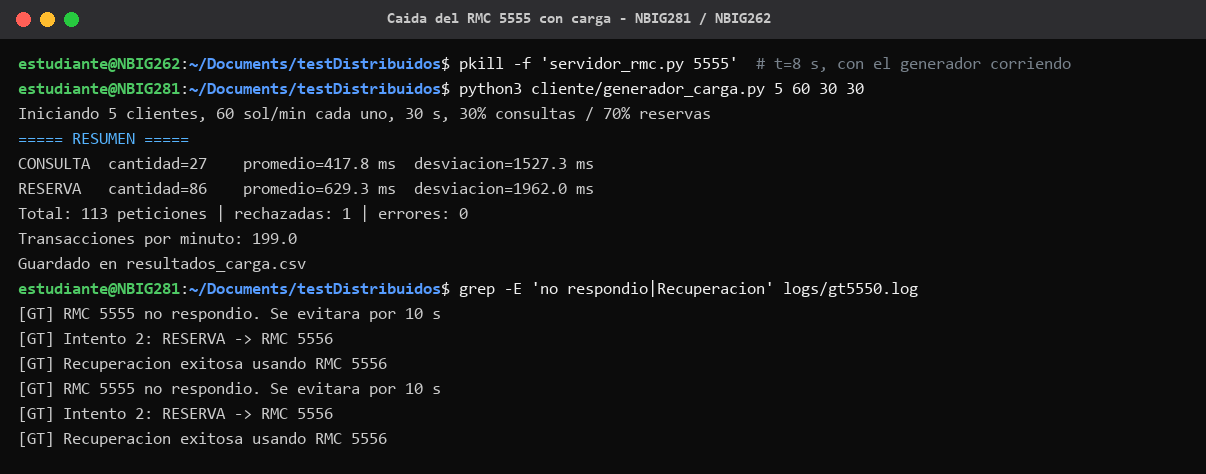 Caida del RMC 5555 con carga - NBIG281 / NBIG262
estudiante@NBIG262:~/Documents/testDistribuidos$ pkill -f 'servidor_rmc.py 5555'  # t=8 s, con el generador corriendo
estudiante@NBIG281:~/Documents/testDistribuidos$ python3 cliente/generador_carga.py 5 60 30 30
Iniciando 5 clientes, 60 sol/min cada uno, 30 s, 30% consultas / 70% reservas
===== RESUMEN =====
CONSULTA  cantidad=27    promedio=417.8 ms  desviacion=1527.3 ms
RESERVA   cantidad=86    promedio=629.3 ms  desviacion=1962.0 ms
Total: 113 peticiones | rechazadas: 1 | errores: 0
Transacciones por minuto: 199.0
Guardado en resultados_carga.csv
estudiante@NBIG281:~/Documents/testDistribuidos$ grep -E 'no respondio|Recuperacion' logs/gt5550.log
[GT] RMC 5555 no respondio. Se evitara por 10 s
[GT] Intento 2: RESERVA -> RMC 5556
[GT] Recuperacion exitosa usando RMC 5556
[GT] RMC 5555 no respondio. Se evitara por 10 s
[GT] Intento 2: RESERVA -> RMC 5556
[GT] Recuperacion exitosa usando RMC 5556